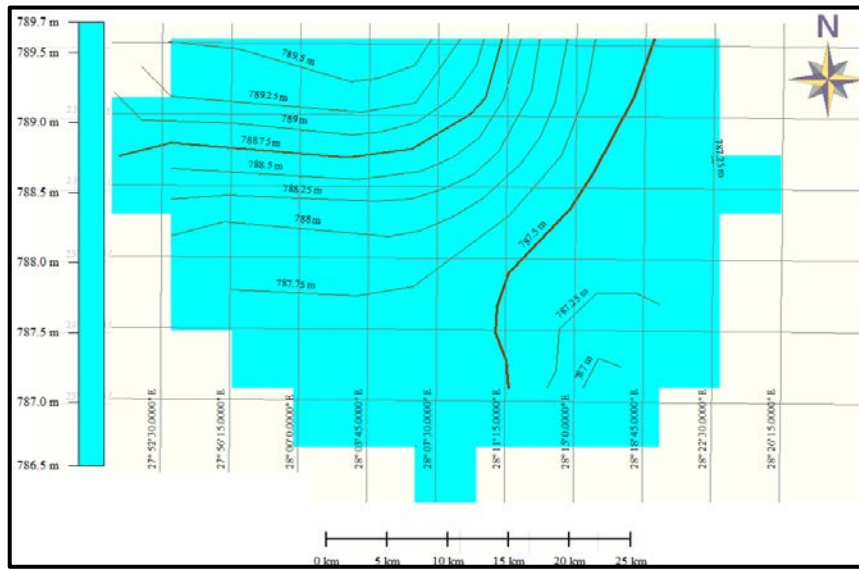 789.7 m
789.5 m
789.0 m
788.5 m
788.0 m
787.5 m
787.0 m
786.5 m
N
789.5 m
789.25 m
789 m
788.75 m
788.5 m
788.25 m
788 m
787.75 m
787.5 m
787.25 m
787.25 m
787 m
27° 52'30.0000" E
27° 56'15.0000" E
28° 00'0.0000" E
28° 03'45.0000" E
28° 07'30.0000" E
28° 11'15.0000" E
28° 15'0.0000" E
28° 18'45.0000" E
28° 22'30.0000" E
28° 26'15.0000" E
0 km
5 km
10 km
15 km
20 km
25 km